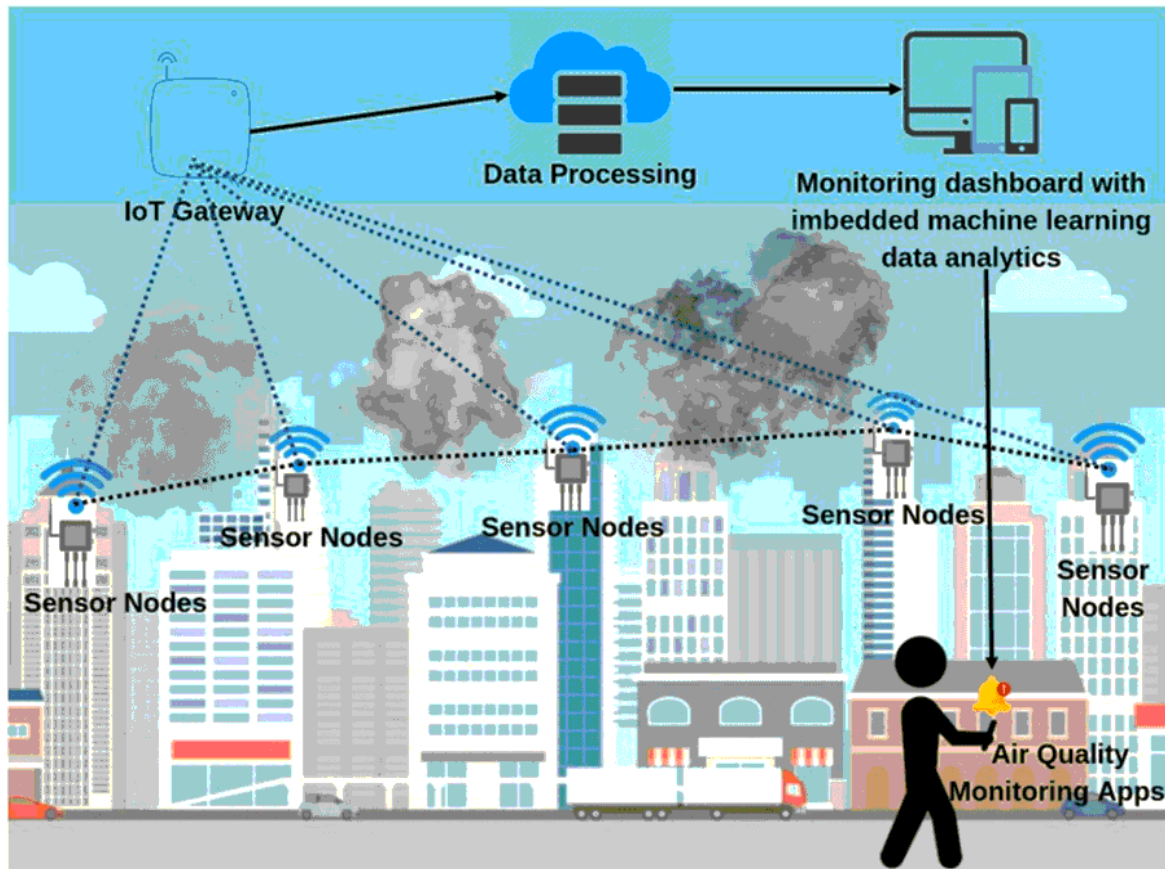 Data Processing
IoT Gateway
Monitoring dashboard with
imbedded machine learning
data analytics
Sensor Nodes
Sensor Nodes
Sensor Nodes
Sensor Nodes
Sensor
Nodes
Air Quality
Monitoring Apps